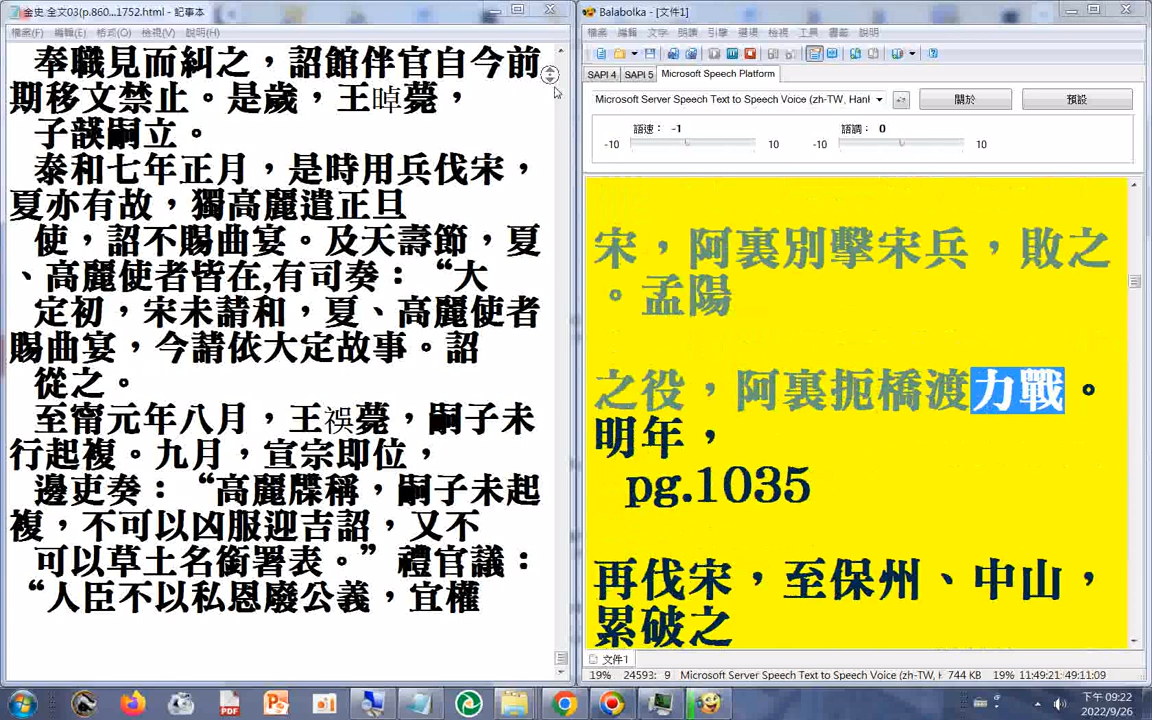 金史.全文03(p.860...1752.html - 記事本
檔案(F) 編輯(E) 格式(O) 檢視(V) 說明(H)
奉職見而糾之，詔館伴官自今前
期移文禁止。是歲，王晫薨，
子韺嗣立。
泰和七年正月，是時用兵伐宋，
夏亦有故，獨高麗遣正旦
使，詔不賜曲宴。及天壽節，夏
、高麗使者皆在,有司奏：“大
定初，宋未請和，夏、高麗使者
賜曲宴，今請依大定故事。詔
從之。
至甯元年八月，王祦薨，嗣子未
行起複。九月，宣宗即位，
邊吏奏：“高麗牒稱，嗣子未起
複，不可以凶服迎吉詔，又不
可以草土名銜署表。”禮官議：
“人臣不以私恩廢公義，宜權
Balabolka - [文件1]
檔案 編輯 文字 朗讀 引擎 選項 檢視 工具 書籤 說明
SAPI 4 SAPI 5 Microsoft Speech Platform
Microsoft Server Speech Text to Speech Voice (zh-TW, Hanl
關於 預設
語速： -1 語調： 0
-10 10 -10 10
宋，阿裏別擊宋兵，敗之
。孟陽
之役，阿裏扼橋渡力戰。
明年，
pg.1035
再伐宋，至保州、中山，
累破之
文件1
19% 24593: 9 Microsoft Server Speech Text to Speech Voice (zh-TW, Hanl 744 KB 19% 11:49:21-49:11:09
下午 09:22
2022/9/26